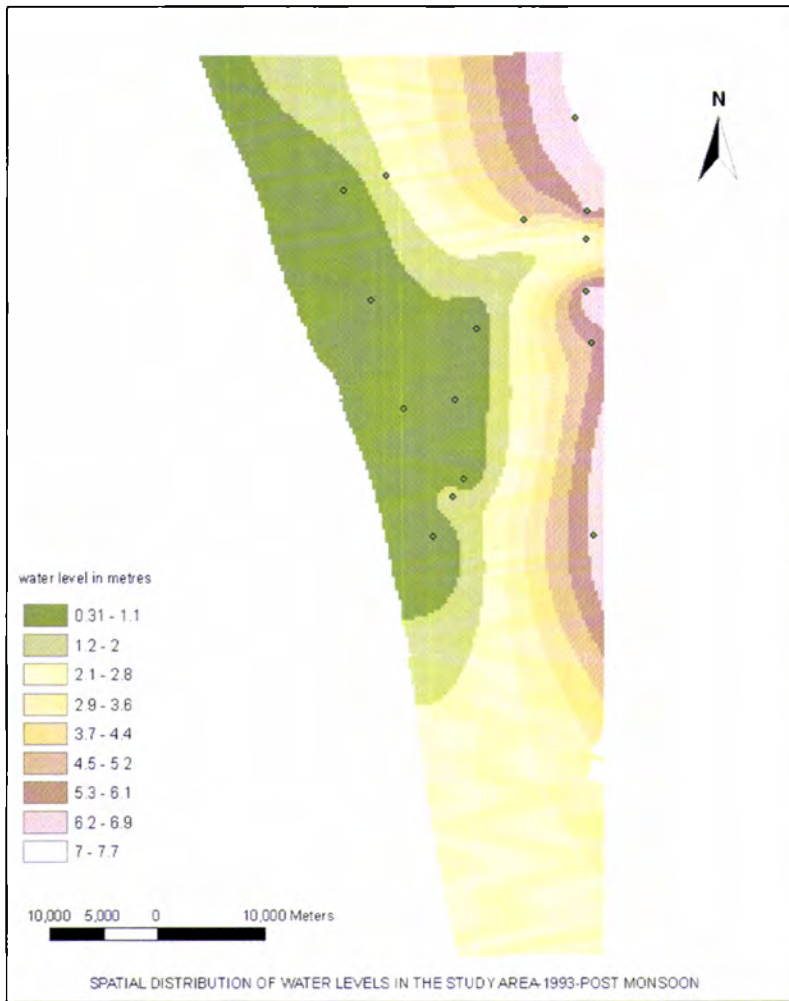 N
water level in metres
0.31 - 1.1
1.2 - 2
2.1 - 2.8
2.9 - 3.6
3.7 - 4.4
4.5 - 5.2
5.3 - 6.1
6.2 - 6.9
7 - 7.7
10,000 5,000 0 10,000 Meters
SPATIAL DISTRIBUTION OF WATER LEVELS IN THE STUDY AREA-1993-POST MONSOON